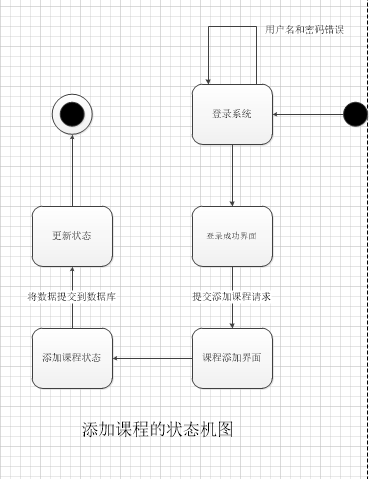 用户名和密码错误
登录系统
更新状态
登录成功界面
将数据提交到数据库
提交添加课程请求
添加课程状态
课程添加界面
添加课程的状态机图